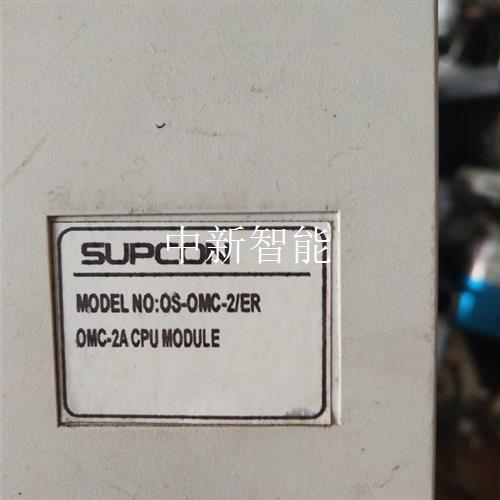 中新智能
SUPCON
MODEL NO:OS-OMC-2/ER
OMC-2A CPU MODULE